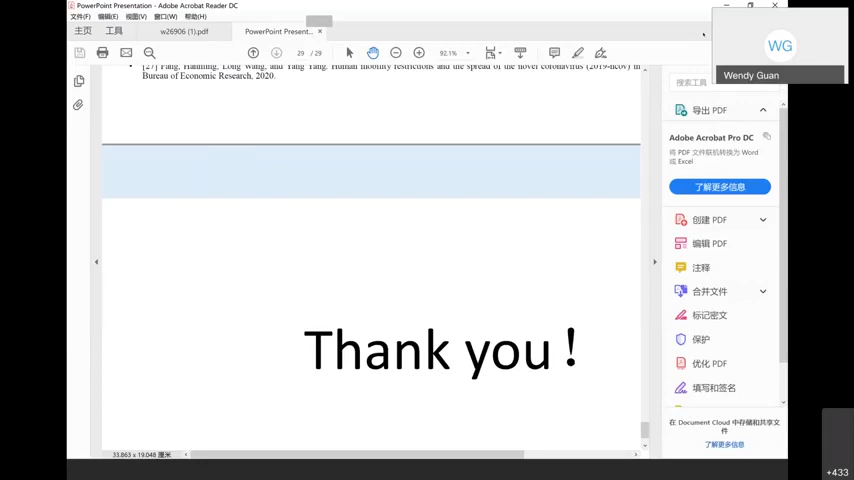 PowerPoint Presentation - Adobe Acrobat Reader DC
文件(F) 编辑(E) 视图(V) 窗口(W) 帮助(H)
主页 工具 w26906 (1).pdf PowerPoint Present... ×
29 / 29 92.1%
[27] Fang, Hanming, Long Wang, and Yang Yang. Human mobility restrictions and the spread of the novel coronavirus (2019-ncov) in
Bureau of Economic Research, 2020.
Thank you！
33.863 x 19.048 厘米
WG
Wendy Guan
搜索工具
导出 PDF
Adobe Acrobat Pro DC
将 PDF 文件联机转换为 Word
或 Excel
了解更多信息
创建 PDF
编辑 PDF
注释
合并文件
标记密文
保护
优化 PDF
填写和签名
在 Document Cloud 中存储和共享文
件
了解更多信息
+433